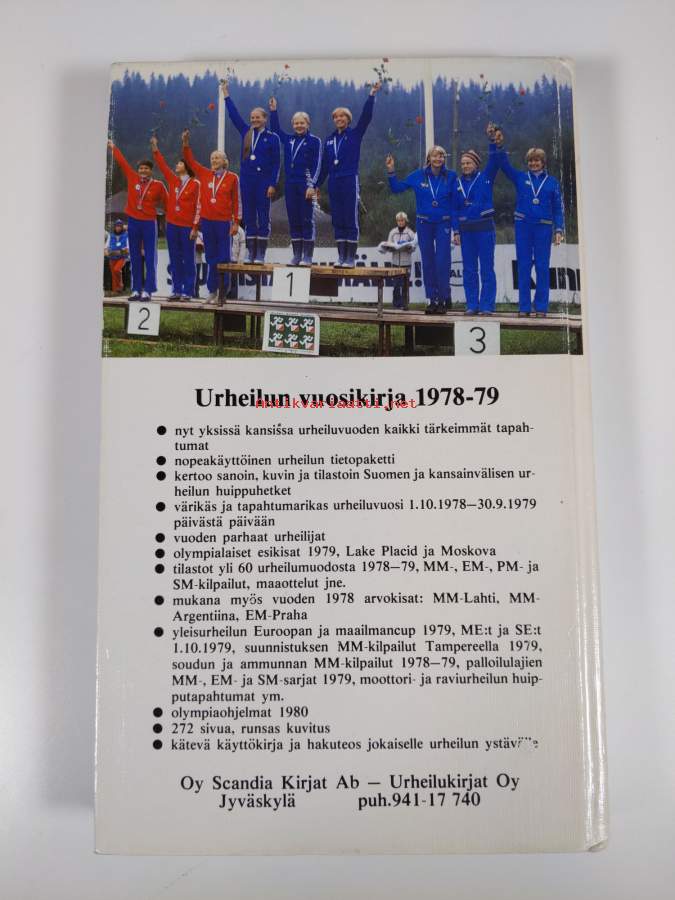 1
2
3
Urheilun vuosikirja 1978-79
Antikvariaatti.net
● nyt yksissä kansissa urheiluvuoden kaikki tärkeimmät tapah-
tumat
● nopeakäyttöinen urheilun tietopaketti
● kertoo sanoin, kuvin ja tilastoin Suomen ja kansainvälisen ur-
heilun huippuhetket
● värikäs ja tapahtumarikas urheiluvuosi 1.10.1978—30.9.1979
päivästä päivään
● vuoden parhaat urheilijat
● olympialaiset esikisat 1979, Lake Placid ja Moskova
● tilastot yli 60 urheilumuodosta 1978—79, MM-, EM-, PM- ja
SM-kilpailut, maaottelut jne.
● mukana myös vuoden 1978 arvokisat: MM-Lahti, MM-
Argentiina, EM-Praha
● yleisurheilun Euroopan ja maailmancup 1979, ME:t ja SE:t
1.10.1979, suunnistuksen MM-kilpailut Tampereella 1979,
soudun ja ammunnan MM-kilpailut 1978—79, palloilulajien
MM-, EM- ja SM-sarjat 1979, moottori- ja raviurheilun huip-
putapahtumat ym.
● olympiaohjelmat 1980
● 272 sivua, runsas kuvitus
● kätevä käyttökirja ja hakuteos jokaiselle urheilun ystävälle
Oy Scandia Kirjat Ab — Urheilukirjat Oy
Jyväskylä puh.941-17 740